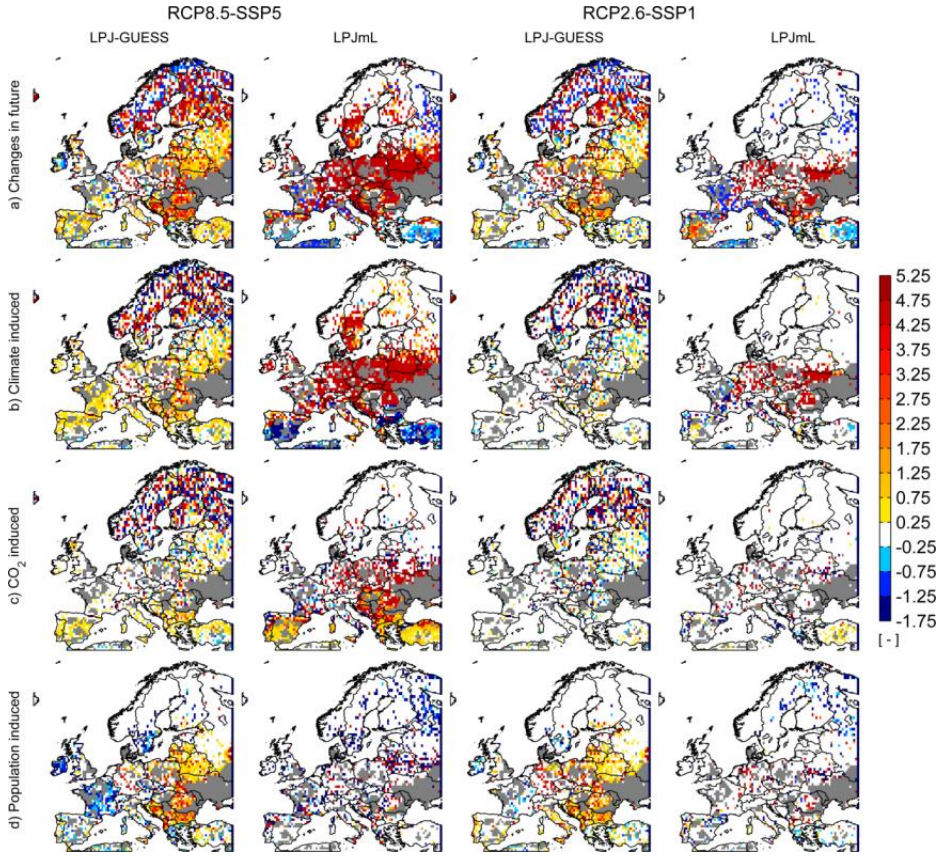 RCP8.5-SSP5 RCP2.6-SSP1
LPJ-GUESS LPJmL LPJ-GUESS LPJmL
a) Changes in future
b) Climate induced
c) CO2 induced
d) Population induced
5.25
4.75
4.25
3.75
3.25
2.75
2.25
1.75
1.25
0.75
0.25
-0.25
-0.75
-1.25
-1.75
[ - ]